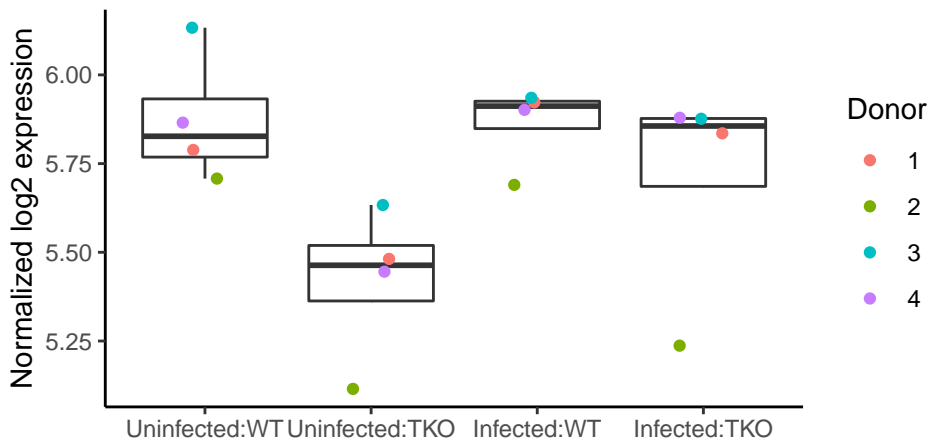 Normalized log2 expression
6.00
5.75
5.50
5.25
Uninfected:WT
Uninfected:TKO
Infected:WT
Infected:TKO
Donor
1
2
3
4